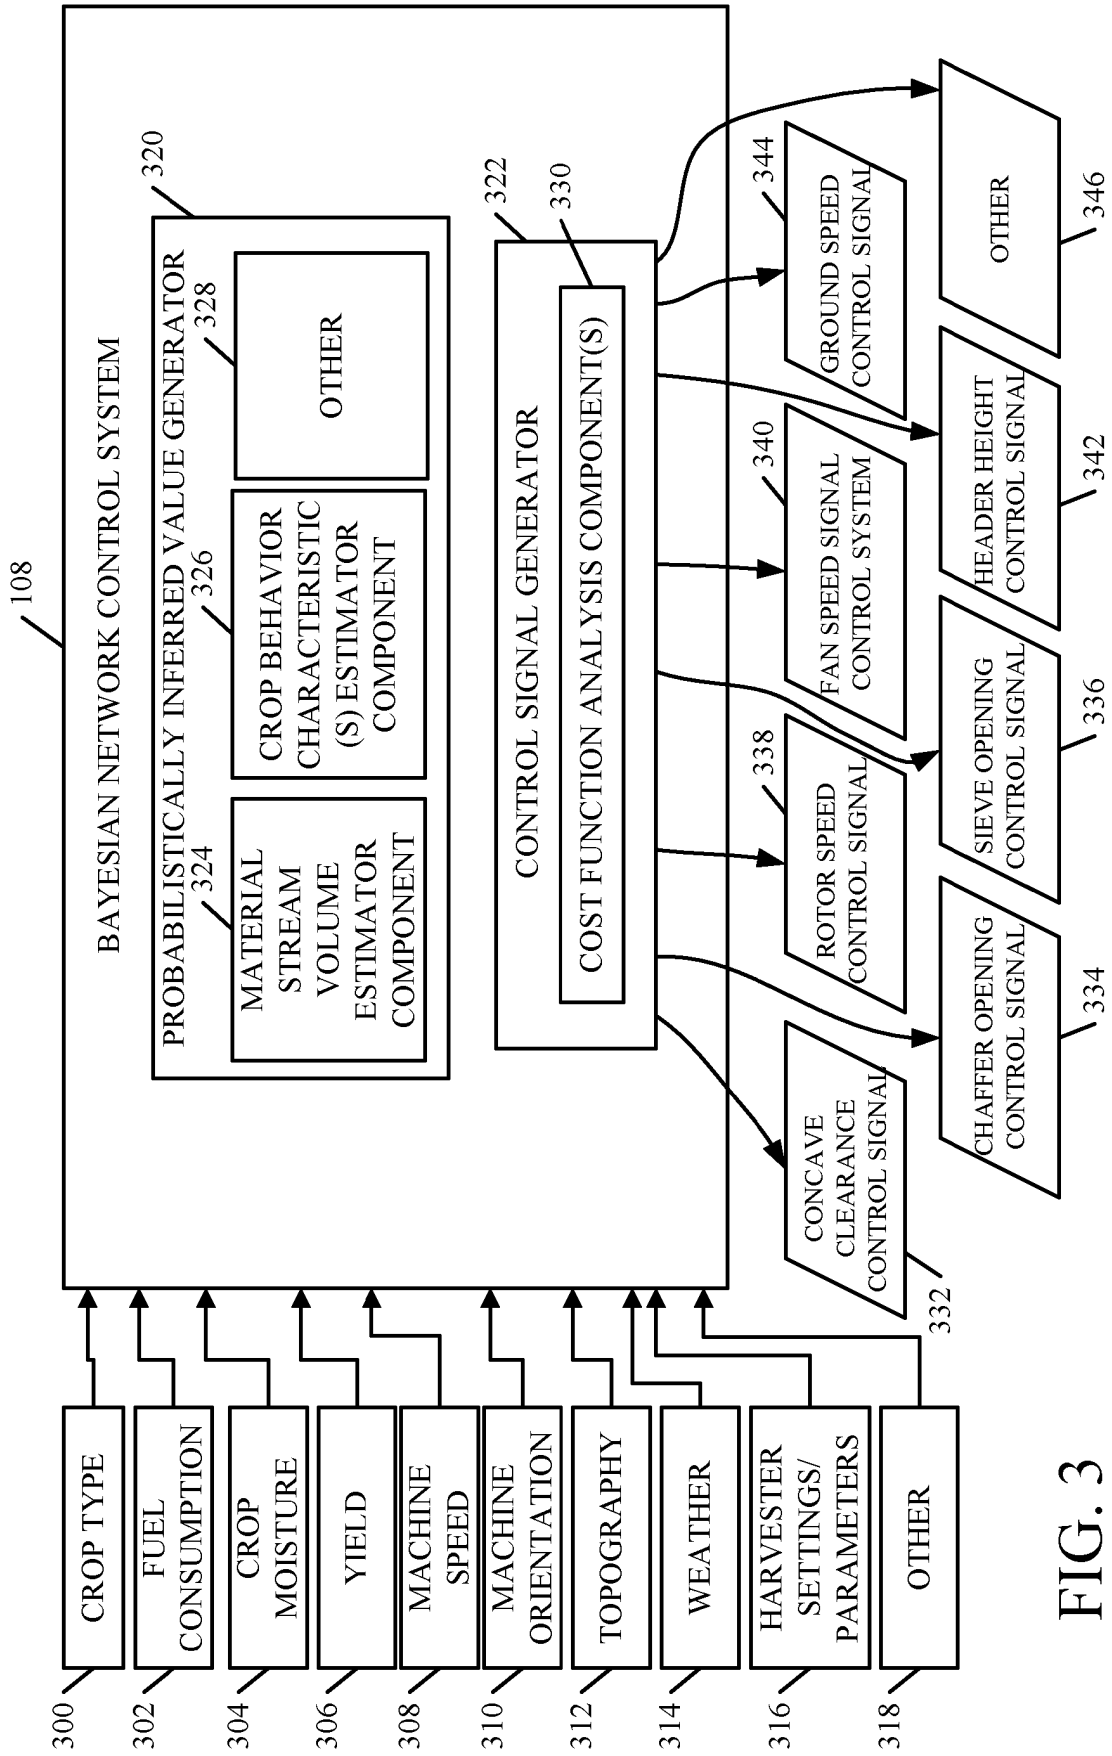 108
BAYESIAN NETWORK CONTROL SYSTEM
320
PROBABILISTICALLY INFERRED VALUE GENERATOR
324
MATERIAL
STREAM
VOLUME
ESTIMATOR
COMPONENT
326
CROP BEHAVIOR
CHARACTERISTIC
(S) ESTIMATOR
COMPONENT
328
OTHER
322
CONTROL SIGNAL GENERATOR
330
COST FUNCTION ANALYSIS COMPONENT(S)
300
CROP TYPE
302
FUEL
CONSUMPTION
304
CROP
MOISTURE
306
YIELD
308
MACHINE
SPEED
310
MACHINE
ORIENTATION
312
TOPOGRAPHY
314
WEATHER
316
HARVESTER
SETTINGS/
PARAMETERS
318
OTHER
332
CONCAVE
CLEARANCE
CONTROL SIGNAL
338
ROTOR SPEED
CONTROL SIGNAL
340
FAN SPEED SIGNAL
CONTROL SYSTEM
344
GROUND SPEED
CONTROL SIGNAL
CHAFFER OPENING
CONTROL SIGNAL
334
SIEVE OPENING
CONTROL SIGNAL
336
HEADER HEIGHT
CONTROL SIGNAL
342
OTHER
346
FIG. 3